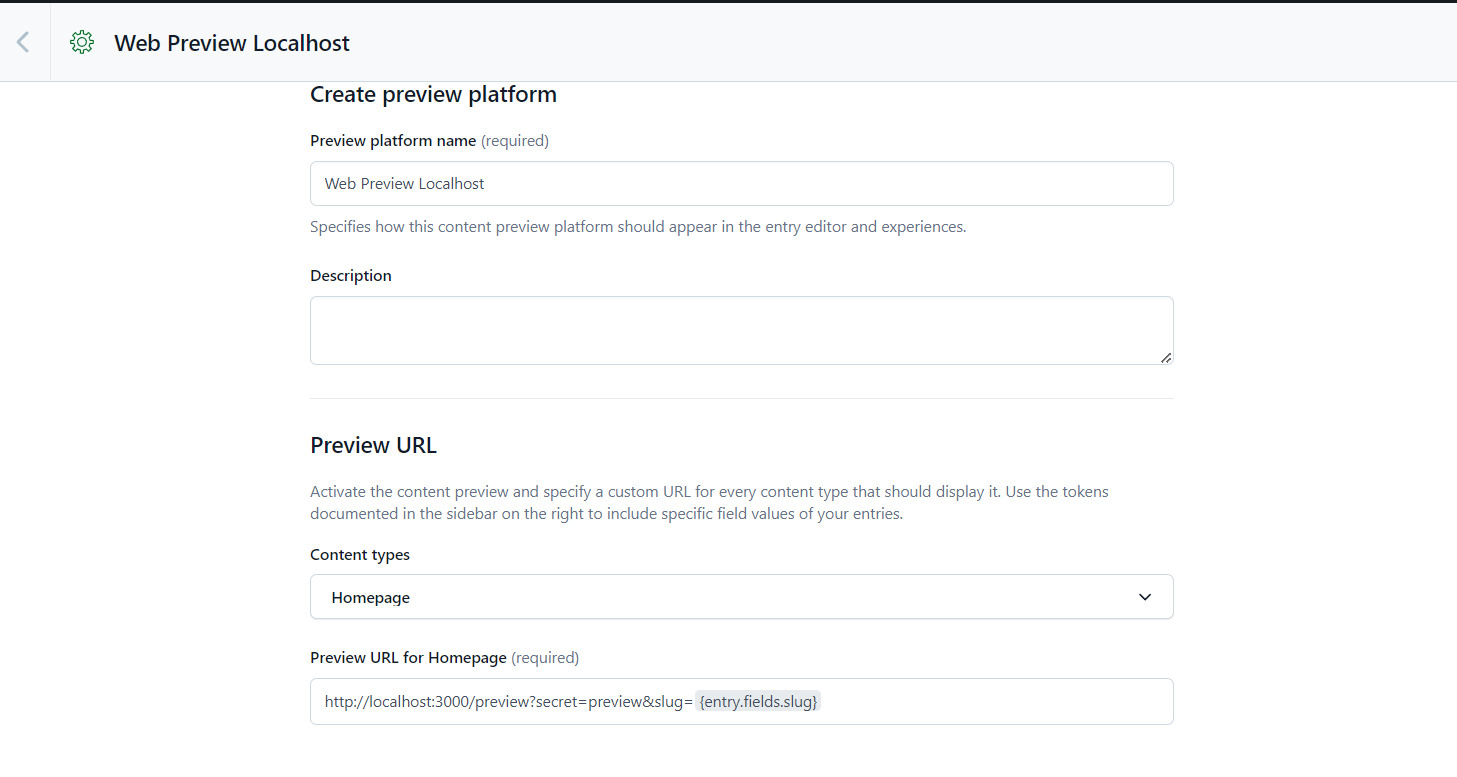 Web Preview Localhost
Create preview platform
Preview platform name (required)
Web Preview Localhost
Specifies how this content preview platform should appear in the entry editor and experiences.
Description
Preview URL
Activate the content preview and specify a custom URL for every content type that should display it. Use the tokens
documented in the sidebar on the right to include specific field values of your entries.
Content types
Homepage
Preview URL for Homepage (required)
http://localhost:3000/preview?secret=preview&slug={entry.fields.slug}